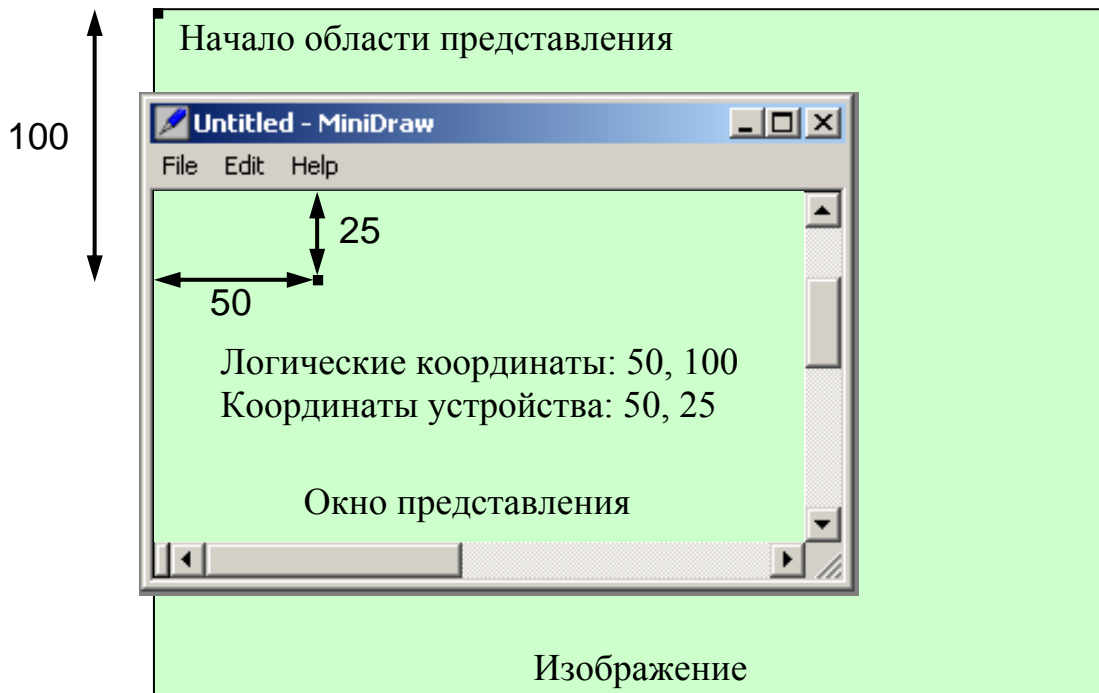 Начало области представления
100
Untitled - MiniDraw
File Edit Help
25
50
Логические координаты: 50, 100
Координаты устройства: 50, 25
Окно представления
Изображение